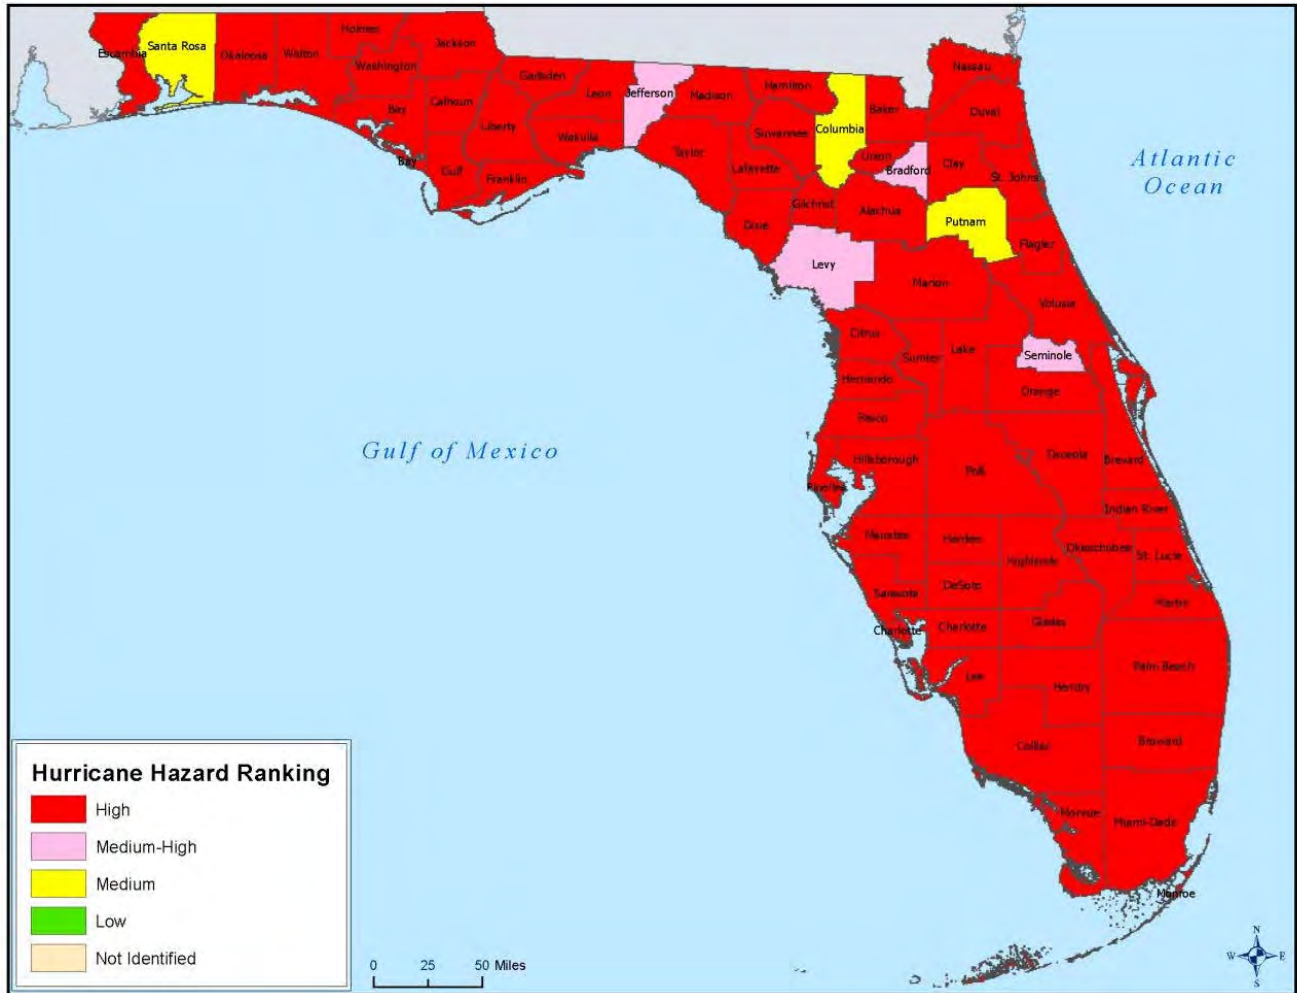 Escambia
Santa Rosa
Okaloosa
Walton
Holmes
Washington
Jackson
Bay
Calhoun
Bay
Gulf
Liberty
Franklin
Gadsden
Leon
Wakulla
Jefferson
Madison
Taylor
Hamilton
Suwannee
Lafayette
Dixie
Columbia
Gilchrist
Baker
Union
Bradford
Alachua
Nassau
Duval
Clay
St. Johns
Putnam
Flagler
Levy
Marion
Volusia
Citrus
Sumter
Lake
Seminole
Hernando
Orange
Pasco
Hillsborough
Pinellas
Polk
Osceola
Brevard
Indian River
Manatee
Hardee
Highlands
Okeechobee
St. Lucie
Sarasota
DeSoto
Martin
Charlotte
Charlotte
Glades
Lee
Hendry
Palm Beach
Collier
Broward
Monroe
Miami-Dade
Monroe
Atlantic
Ocean
Gulf of Mexico
Hurricane Hazard Ranking
High
Medium-High
Medium
Low
Not Identified
0 25 50 Miles
N
W E
S